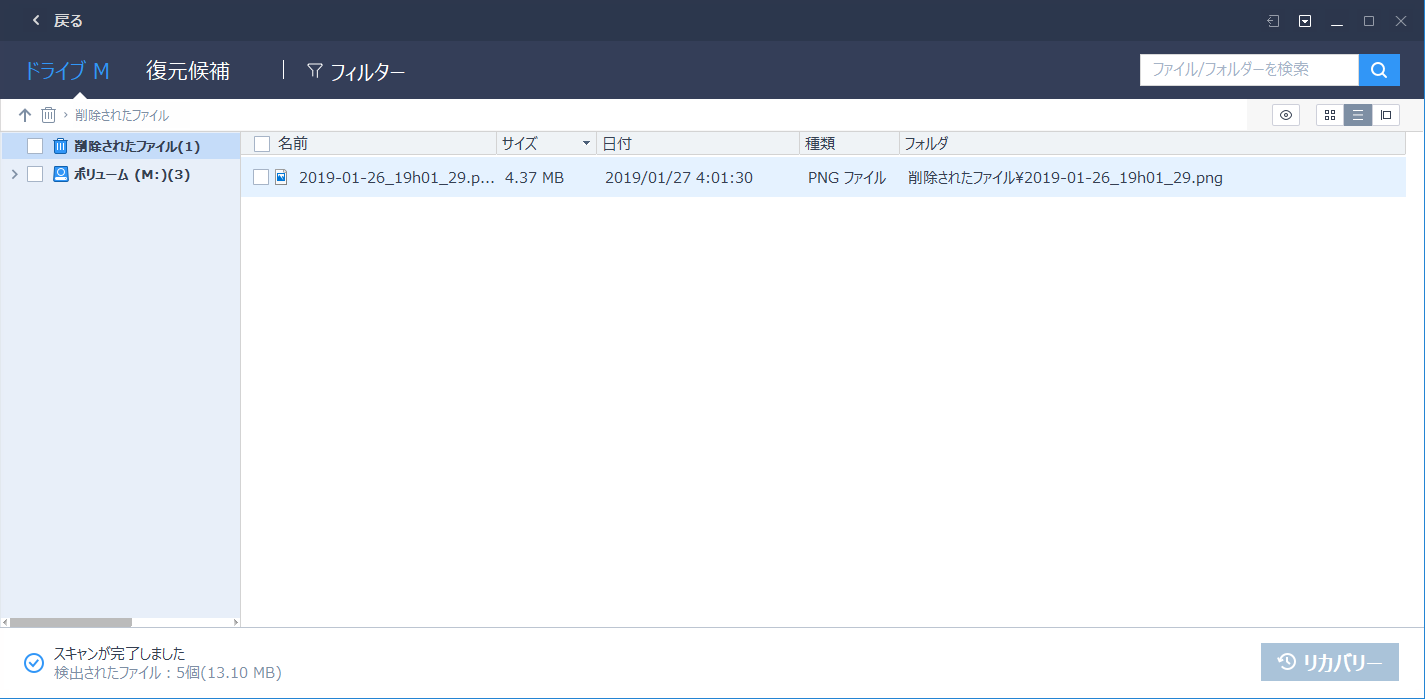 戻る
ドライブ M 復元候補 フィルター ファイル/フォルダーを検索
削除されたファイル
削除されたファイル(1) 名前 サイズ 日付 種類 フォルダ
ボリューム (M:)(3) 2019-01-26_19h01_29.p... 4.37 MB 2019/01/27 4:01:30 PNG ファイル 削除されたファイル¥2019-01-26_19h01_29.png
スキャンが完了しました
検出されたファイル：5個(13.10 MB)
リカバリー